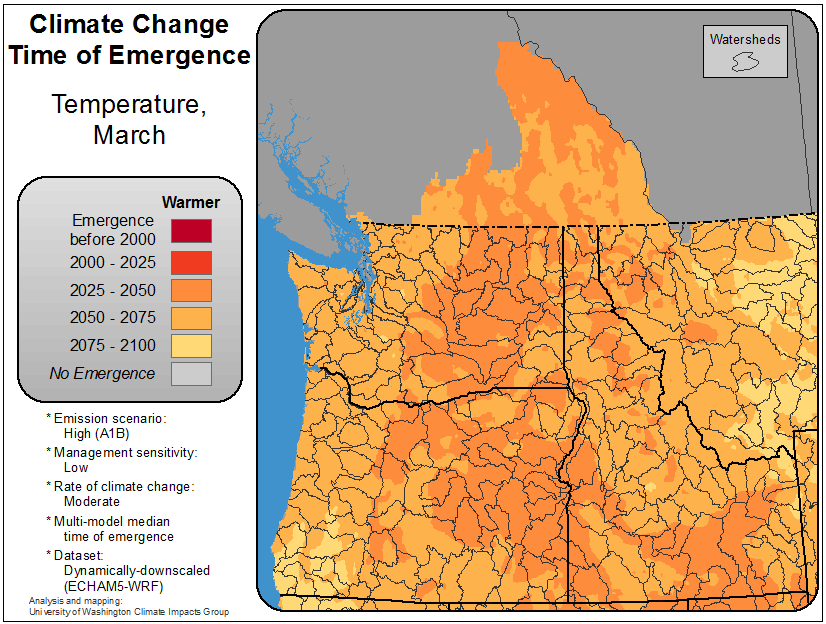 Climate Change
Time of Emergence
Temperature,
March
Warmer
Emergence
before 2000
2000 - 2025
2025 - 2050
2050 - 2075
2075 - 2100
No Emergence
* Emission scenario:
High (A1B)
* Management sensitivity:
Low
* Rate of climate change:
Moderate
* Multi-model median
time of emergence
* Dataset:
Dynamically-downscaled
(ECHAM5-WRF)
Analysis and mapping:
University of Washington Climate Impacts Group
Watersheds